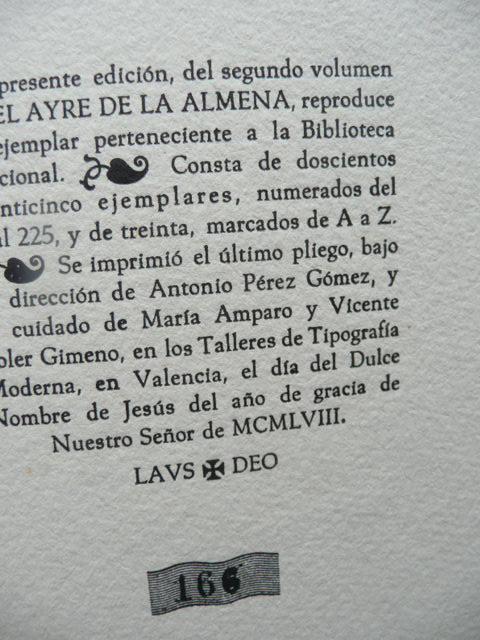 presente edición, del segundo volumen
EL AYRE DE LA ALMENA, reproduce
ejemplar perteneciente a la Biblioteca
cional. Consta de doscientos
nticinco ejemplares, numerados del
al 225, y de treinta, marcados de A a Z.
Se imprimió el último pliego, bajo
dirección de Antonio Pérez Gómez, y
cuidado de María Amparo y Vicente
oler Gimeno, en los Talleres de Tipografía
Moderna, en Valencia, el día del Dulce
Nombre de Jesús del año de gracia de
Nuestro Señor de MCMLVIII.
LAVS ✠ DEO
166